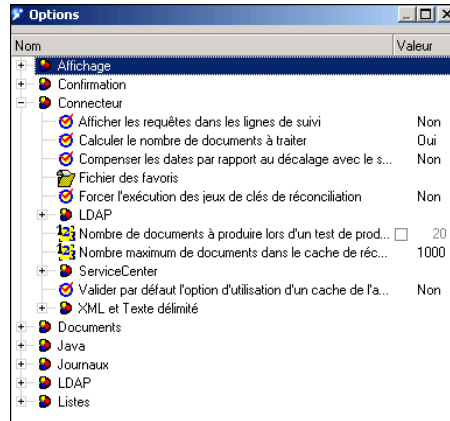 Options
Nom Valeur
Affichage
Confirmation
Connecteur
Afficher les requêtes dans les lignes de suivi Non
Calculer le nombre de documents à traiter Oui
Compenser les dates par rapport au décalage avec le s... Non
Fichier des favoris
Forcer l'exécution des jeux de clés de réconciliation Non
LDAP
123 Nombre de documents à produire lors d'un test de prod... 20
123 Nombre maximum de documents dans le cache de réc... 1000
ServiceCenter
Valider par défaut l'option d'utilisation d'un cache de l'a... Non
XML et Texte délimité
Documents
Java
Journaux
LDAP
Listes